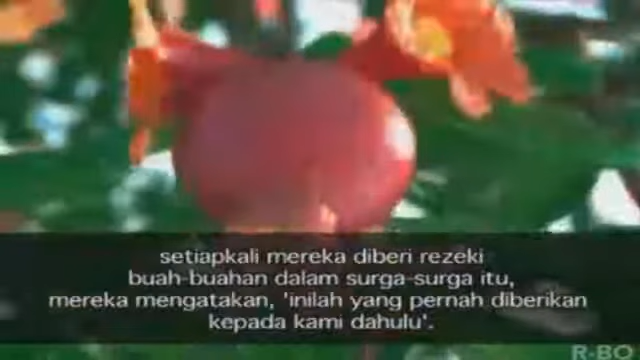 setiapkali mereka diberi rezeki
buah-buahan dalam surga-surga itu,
mereka mengatakan, 'inilah yang pernah diberikan
kepada kami dahulu'.
R-BO